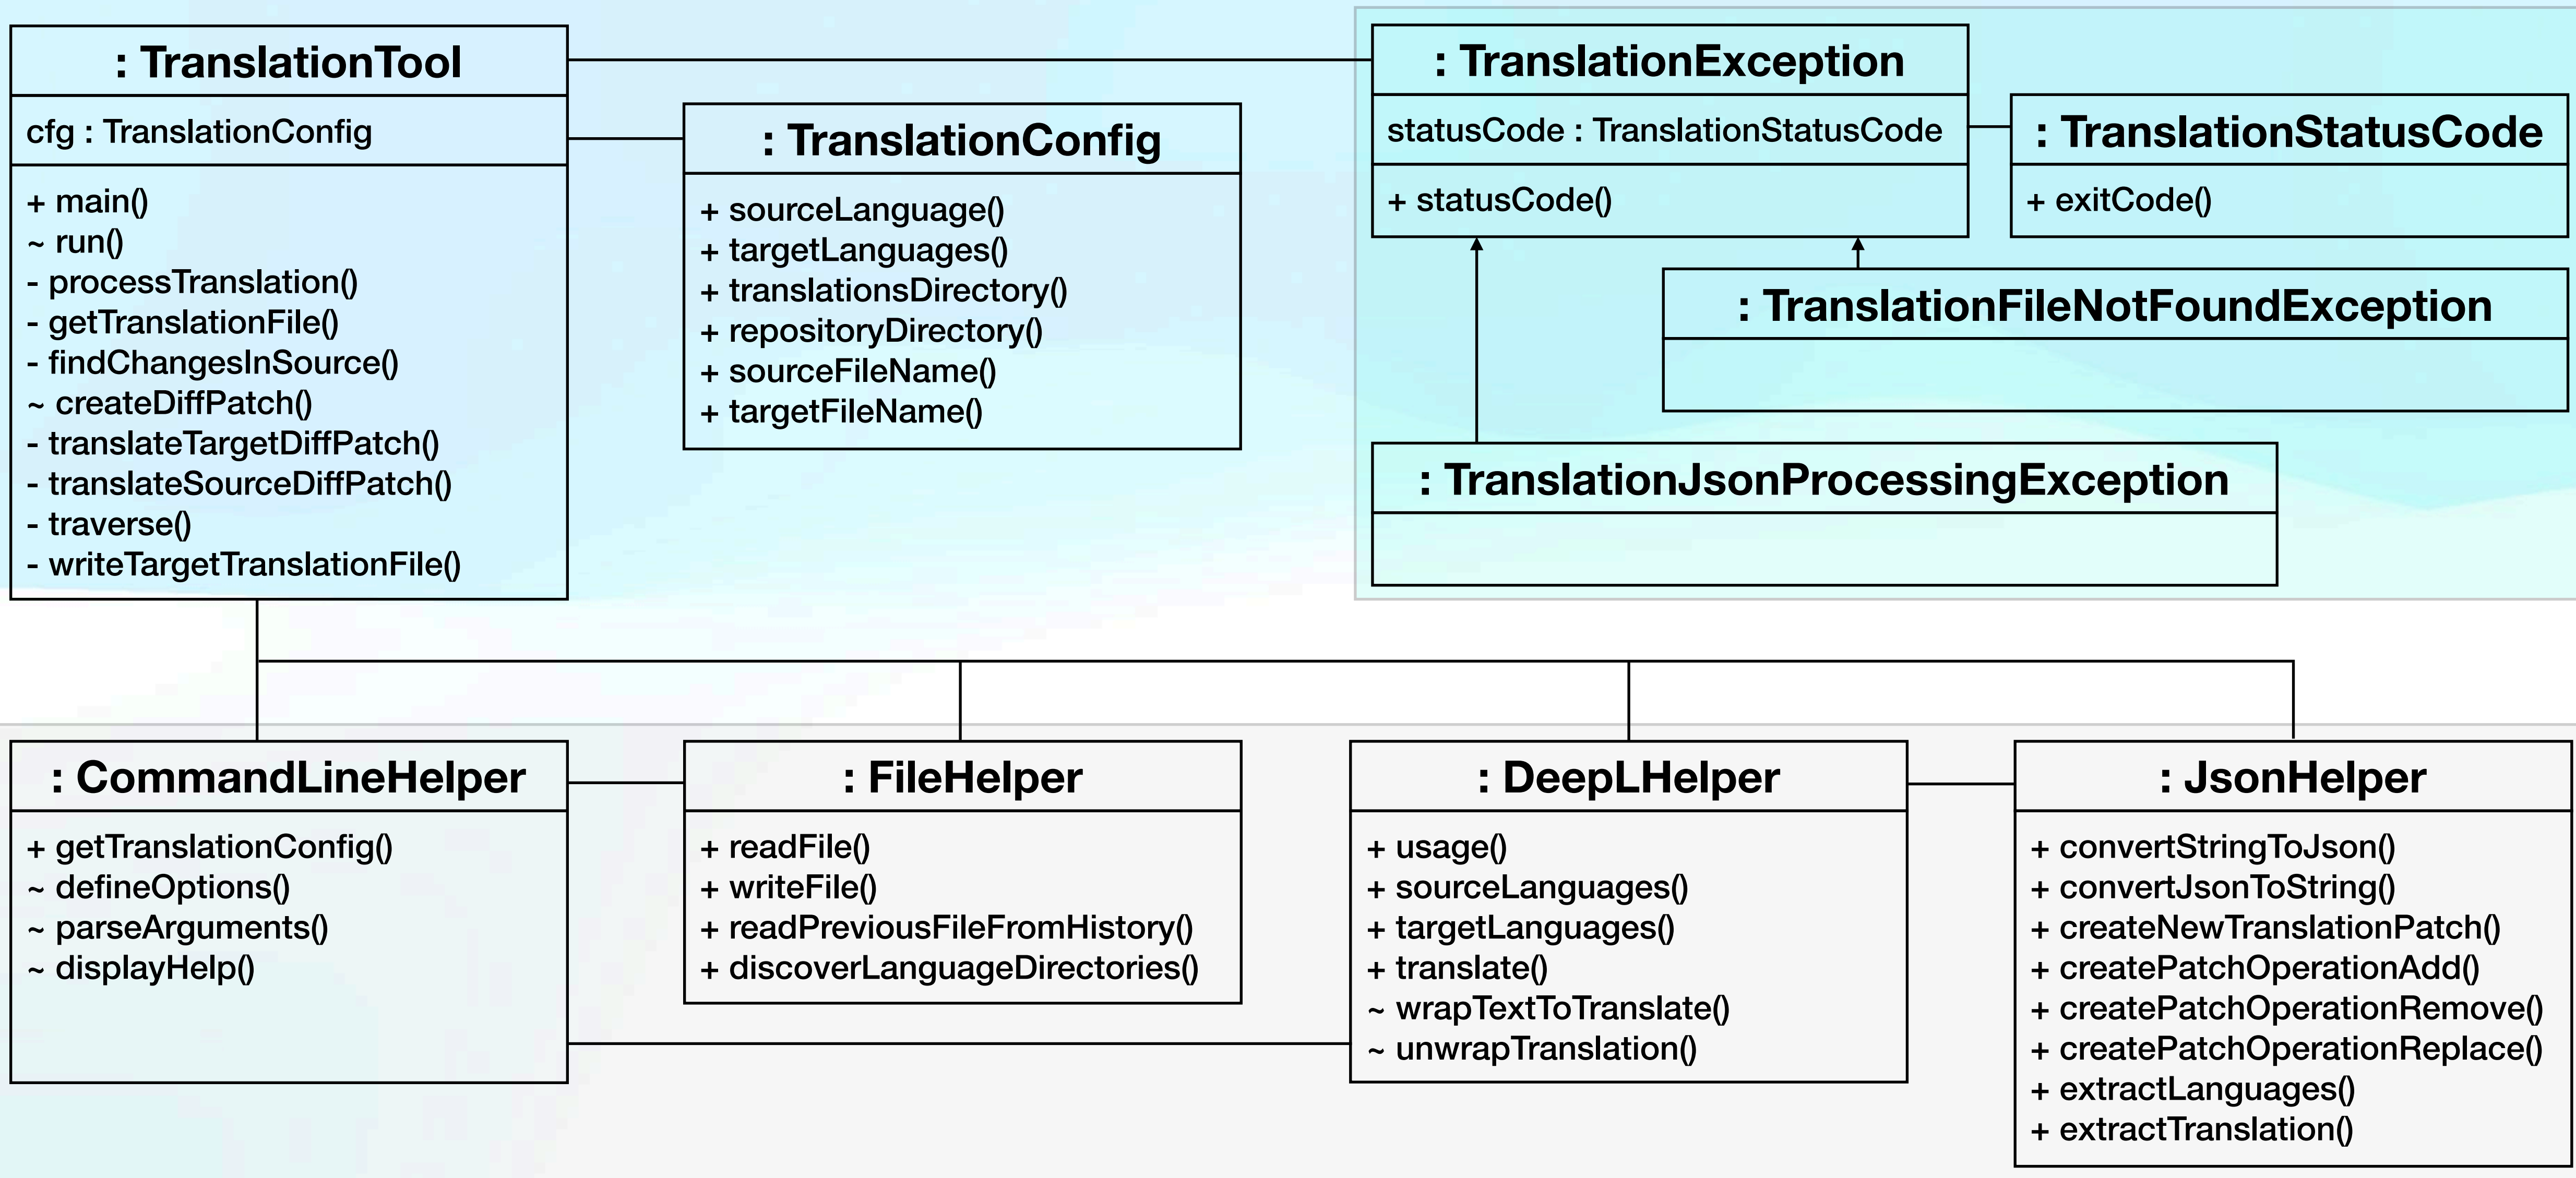 : TranslationTool
cfg : TranslationConfig
+ main()
~ run()
- processTranslation()
- getTranslationFile()
- findChangesInSource()
~ createDiffPatch()
- translateTargetDiffPatch()
- translateSourceDiffPatch()
- traverse()
- writeTargetTranslationFile()
: TranslationConfig
+ sourceLanguage()
+ targetLanguages()
+ translationsDirectory()
+ repositoryDirectory()
+ sourceFileName()
+ targetFileName()
: TranslationException
statusCode : TranslationStatusCode
+ statusCode()
: TranslationStatusCode
+ exitCode()
: TranslationFileNotFoundException
: TranslationJsonProcessingException
: CommandLineHelper
+ getTranslationConfig()
~ defineOptions()
~ parseArguments()
~ displayHelp()
: FileHelper
+ readFile()
+ writeFile()
+ readPreviousFileFromHistory()
+ discoverLanguageDirectories()
: DeepLHelper
+ usage()
+ sourceLanguages()
+ targetLanguages()
+ translate()
~ wrapTextToTranslate()
~ unwrapTranslation()
: JsonHelper
+ convertStringToJson()
+ convertJsonToString()
+ createNewTranslationPatch()
+ createPatchOperationAdd()
+ createPatchOperationRemove()
+ createPatchOperationReplace()
+ extractLanguages()
+ extractTranslation()